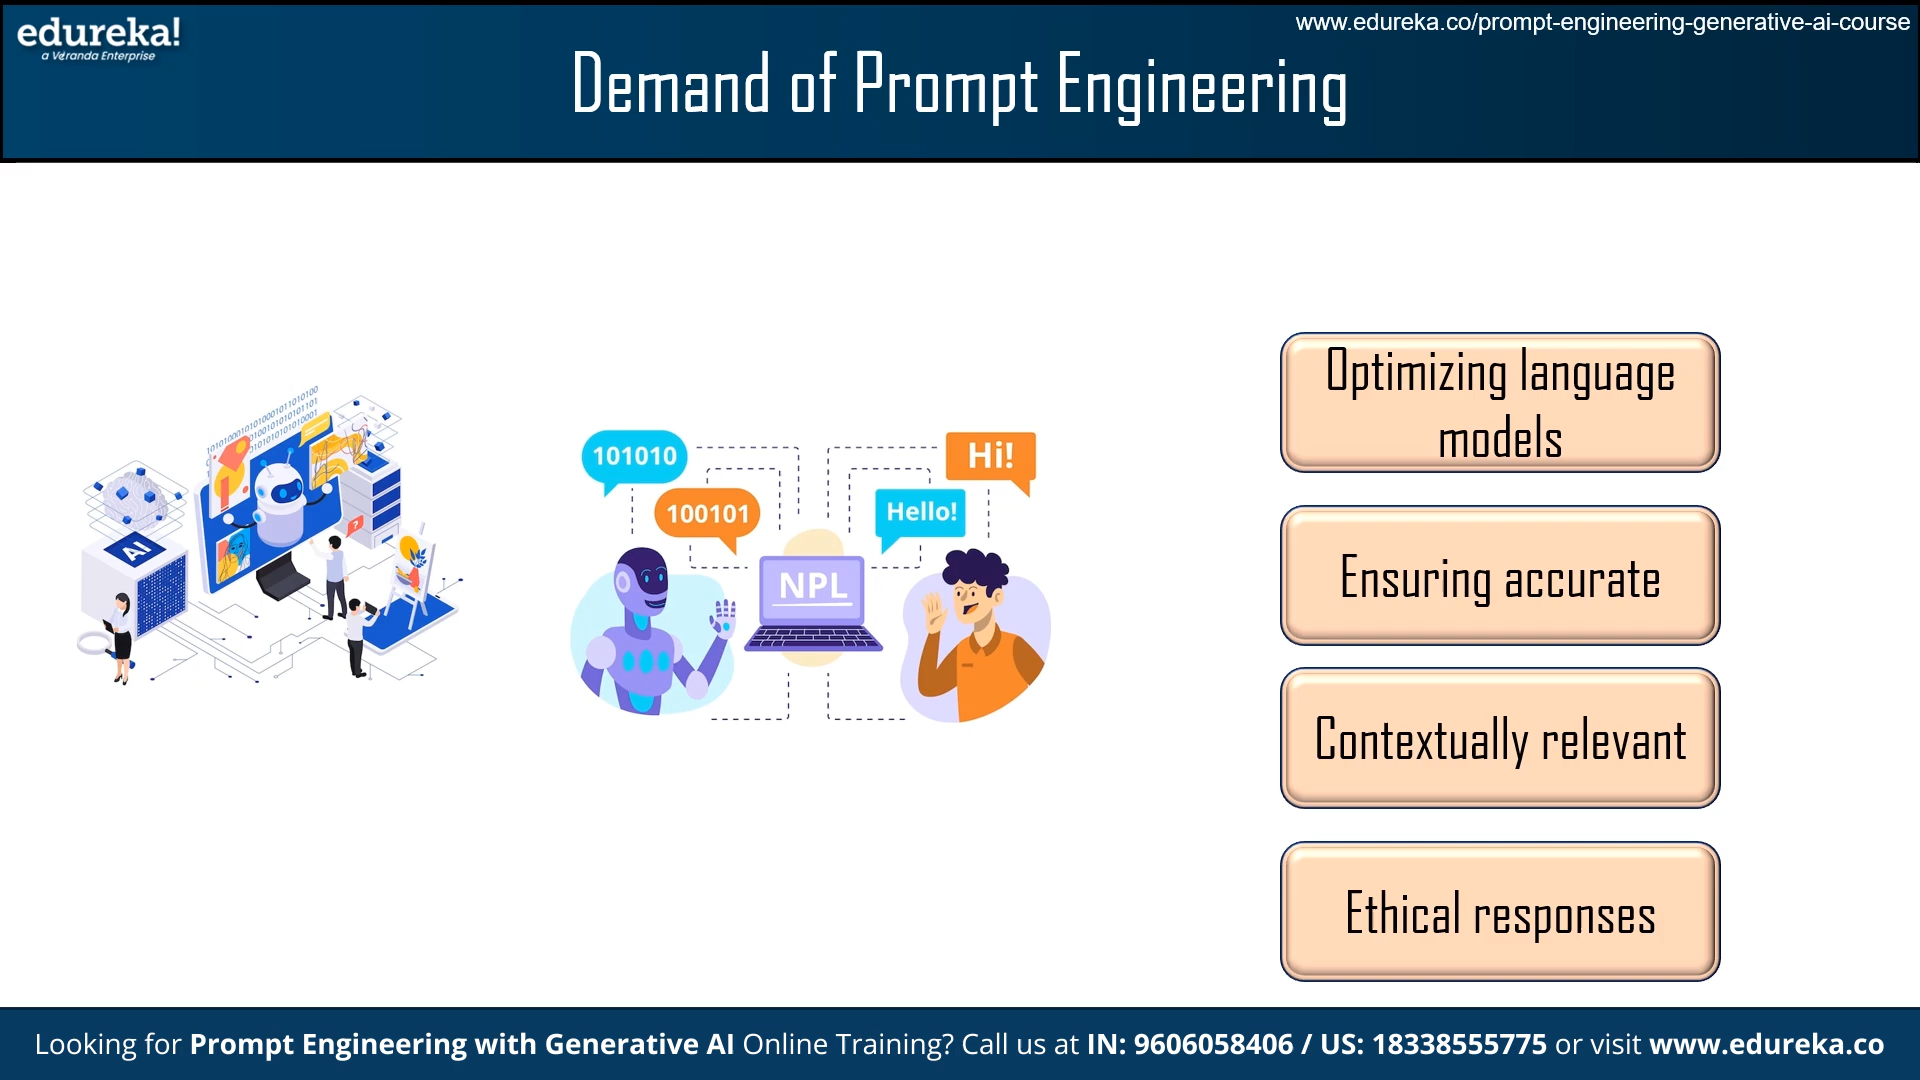 edureka!
a Veranda Enterprise
www.edureka.co/prompt-engineering-generative-ai-course
Demand of Prompt Engineering
AI
?
101010
100101
Hi!
Hello!
NPL
Optimizing language
models
Ensuring accurate
Contextually relevant
Ethical responses
Looking for Prompt Engineering with Generative AI Online Training? Call us at IN: 9606058406 / US: 18338555775 or visit www.edureka.co